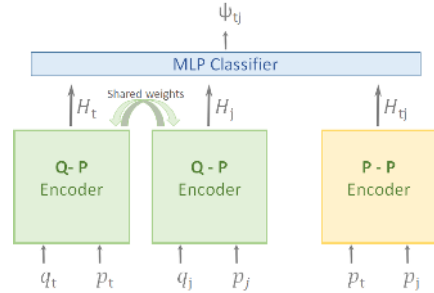 ψtj
MLP Classifier
Ht
Shared weights
Hj
Htj
Q - P
Encoder
Q - P
Encoder
P - P
Encoder
qt
pt
qj
pj
pt
pj